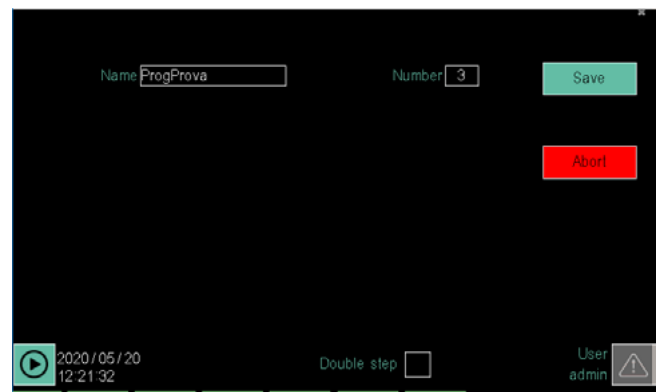 Name ProgProva Number 3 Save
Abort
2020/05/20
12:21:32
Double step
User
admin